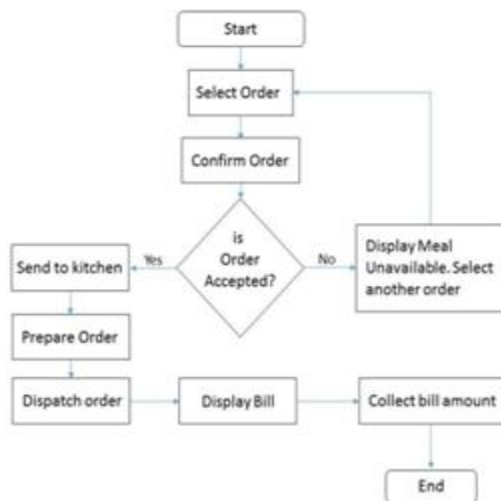 Start
Select Order
Confirm Order
is
Order
Accepted?
Yes
No
Send to kitchen
Display Meal
Unavailable. Select
another order
Prepare Order
Dispatch order
Display Bill
Collect bill amount
End